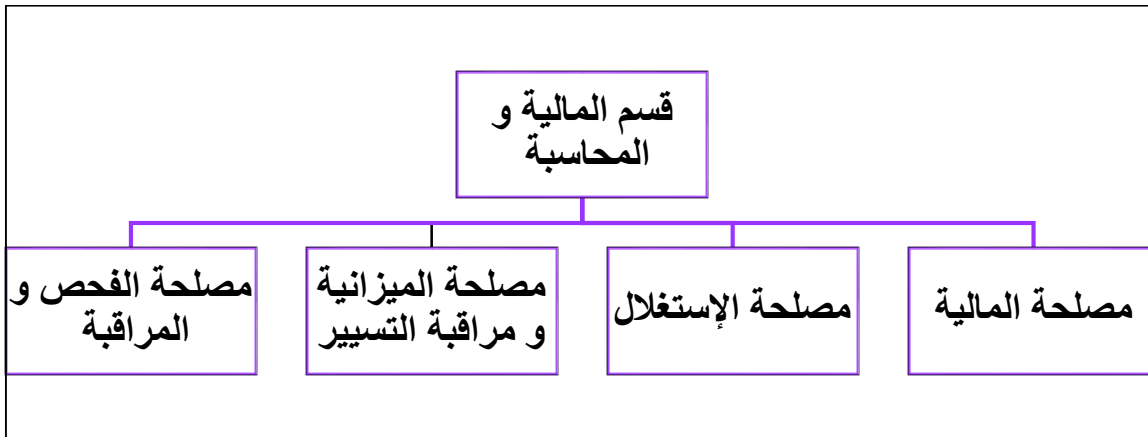 قسم المالية و
المحاسبة
مصلحة المالية
مصلحة الإستغلال
مصلحة الميزانية
و مراقبة التسيير
مصلحة الفحص و
المراقبة